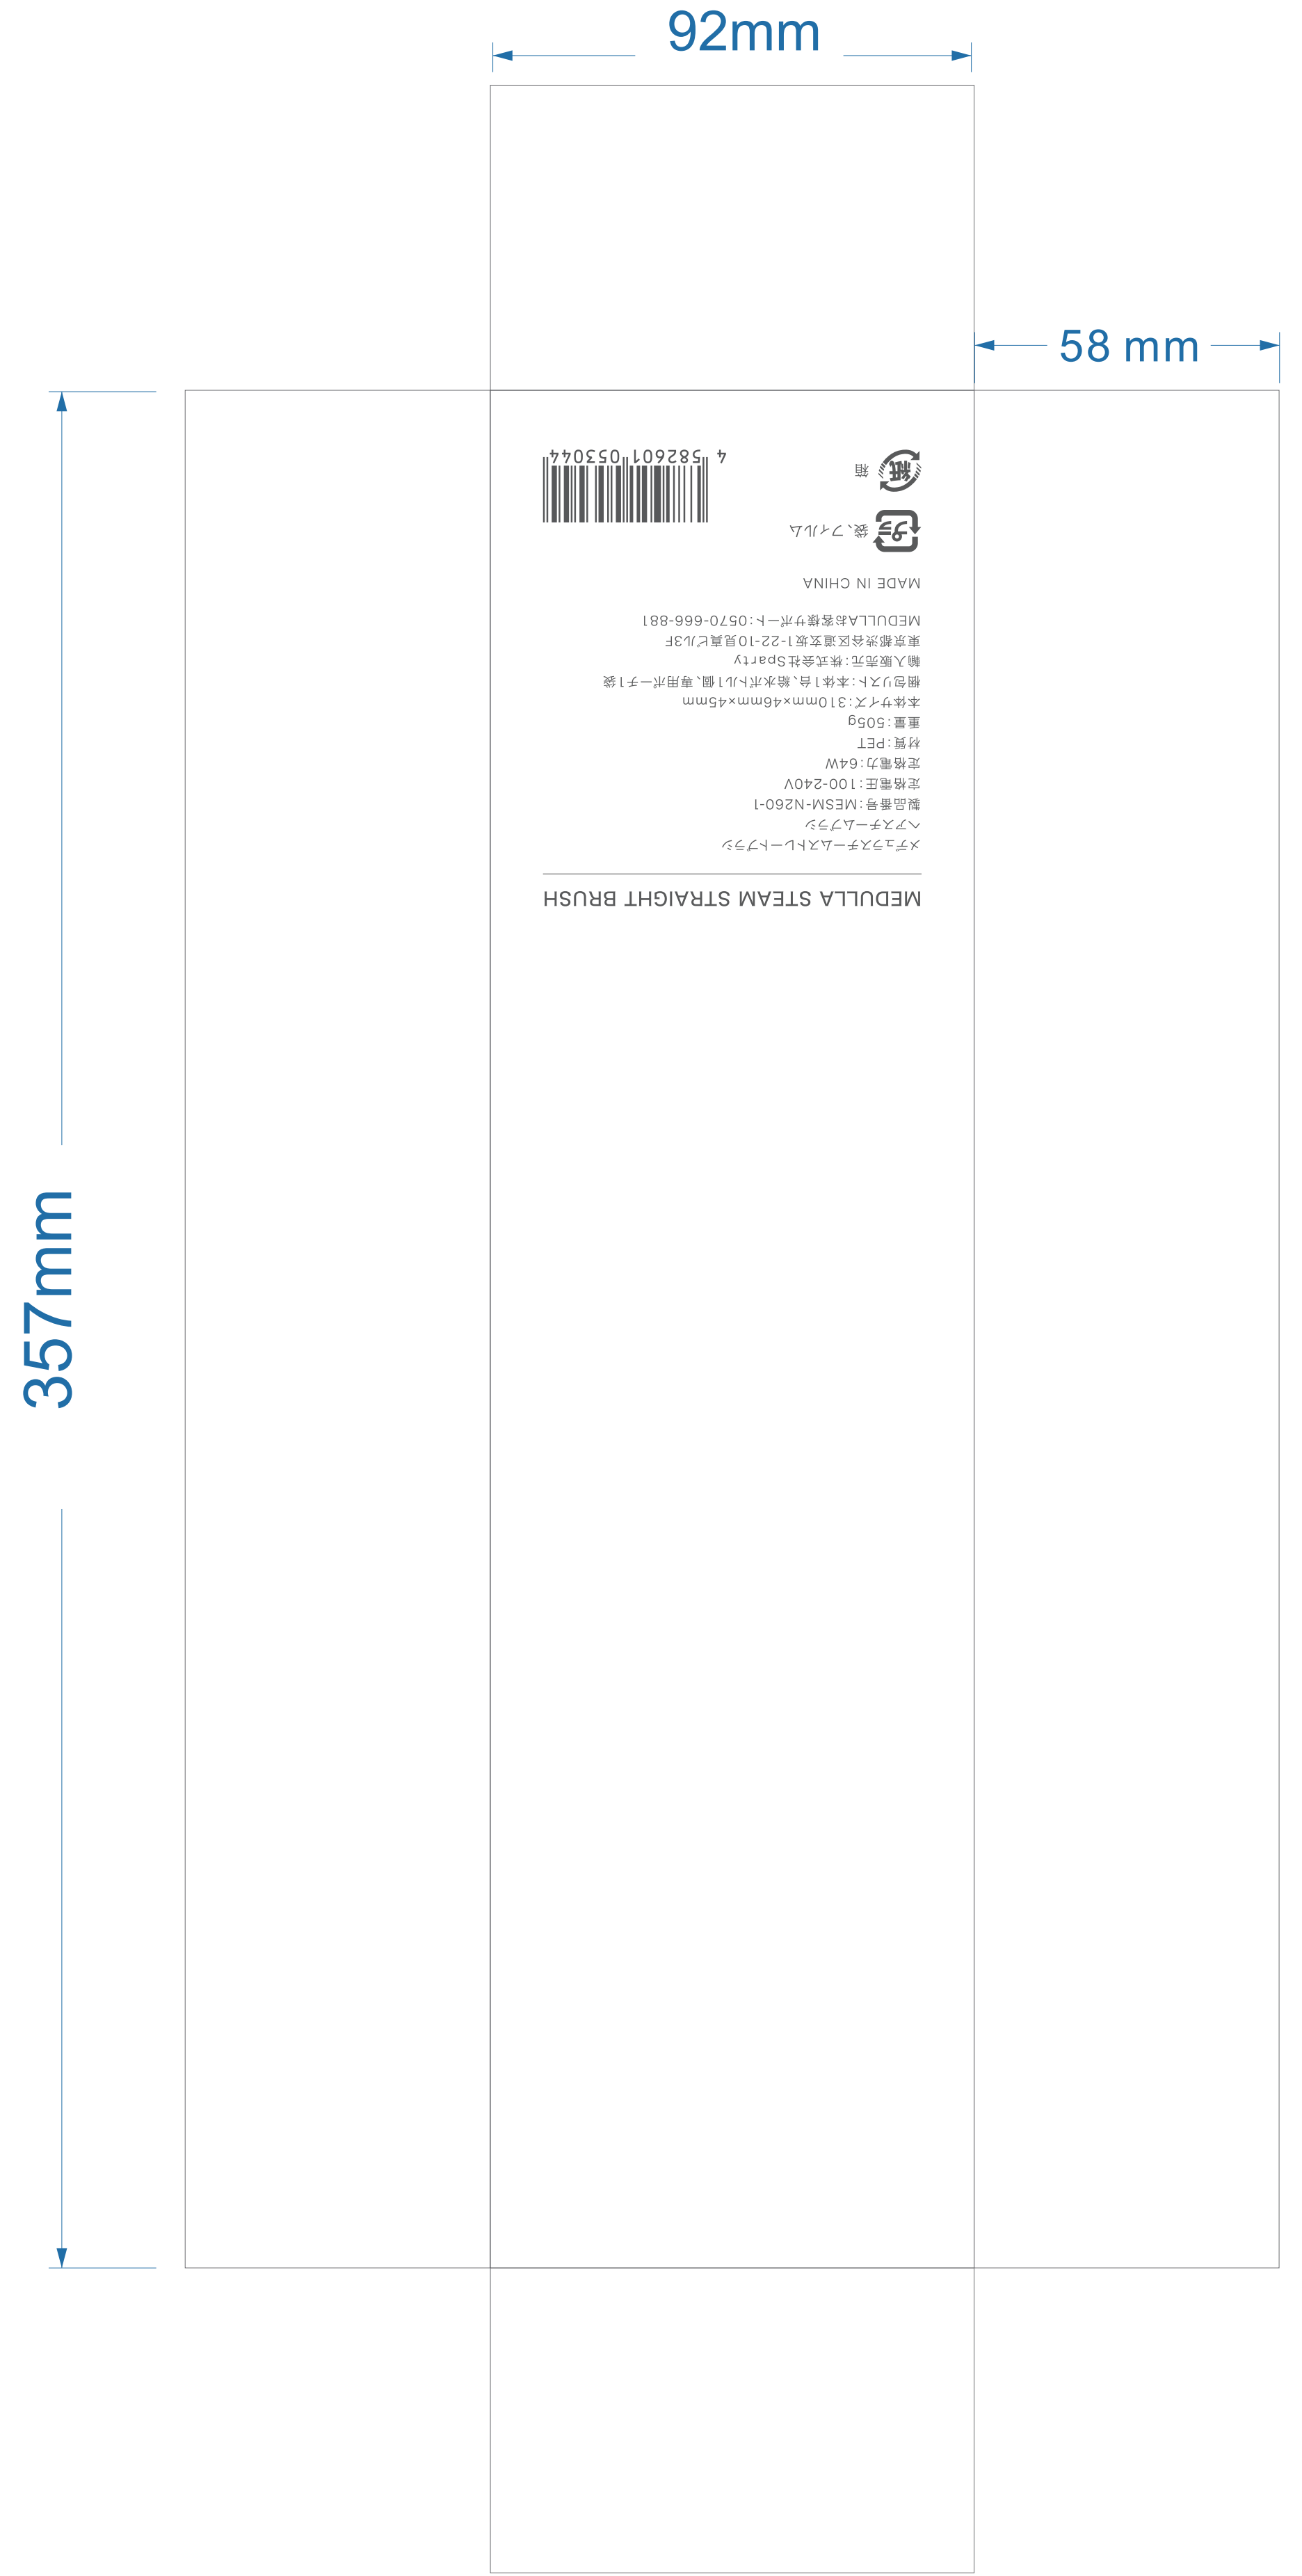 92mm
58 mm
357mm
MEDULLA STEAM STRAIGHT BRUSH
メデュラスチームストレートブラシ
ヘアスチームブラシ
製品番号:MESM-N260-1
定格電圧:100-240V
定格電力:64W
材質:PET
重量:505g
本体サイズ:310mm×46mm×45mm
梱包リスト:本体1台、給水ボトル1個、専用ポーチ1袋
輸入販売元:株式会社Sparty
東京都渋谷区道玄坂1-22-10見真ビル3F
MEDULLAお客様サポート:0570-666-881
MADE IN CHINA
プラ 袋、フィルム
紙 箱
4 582601 053044